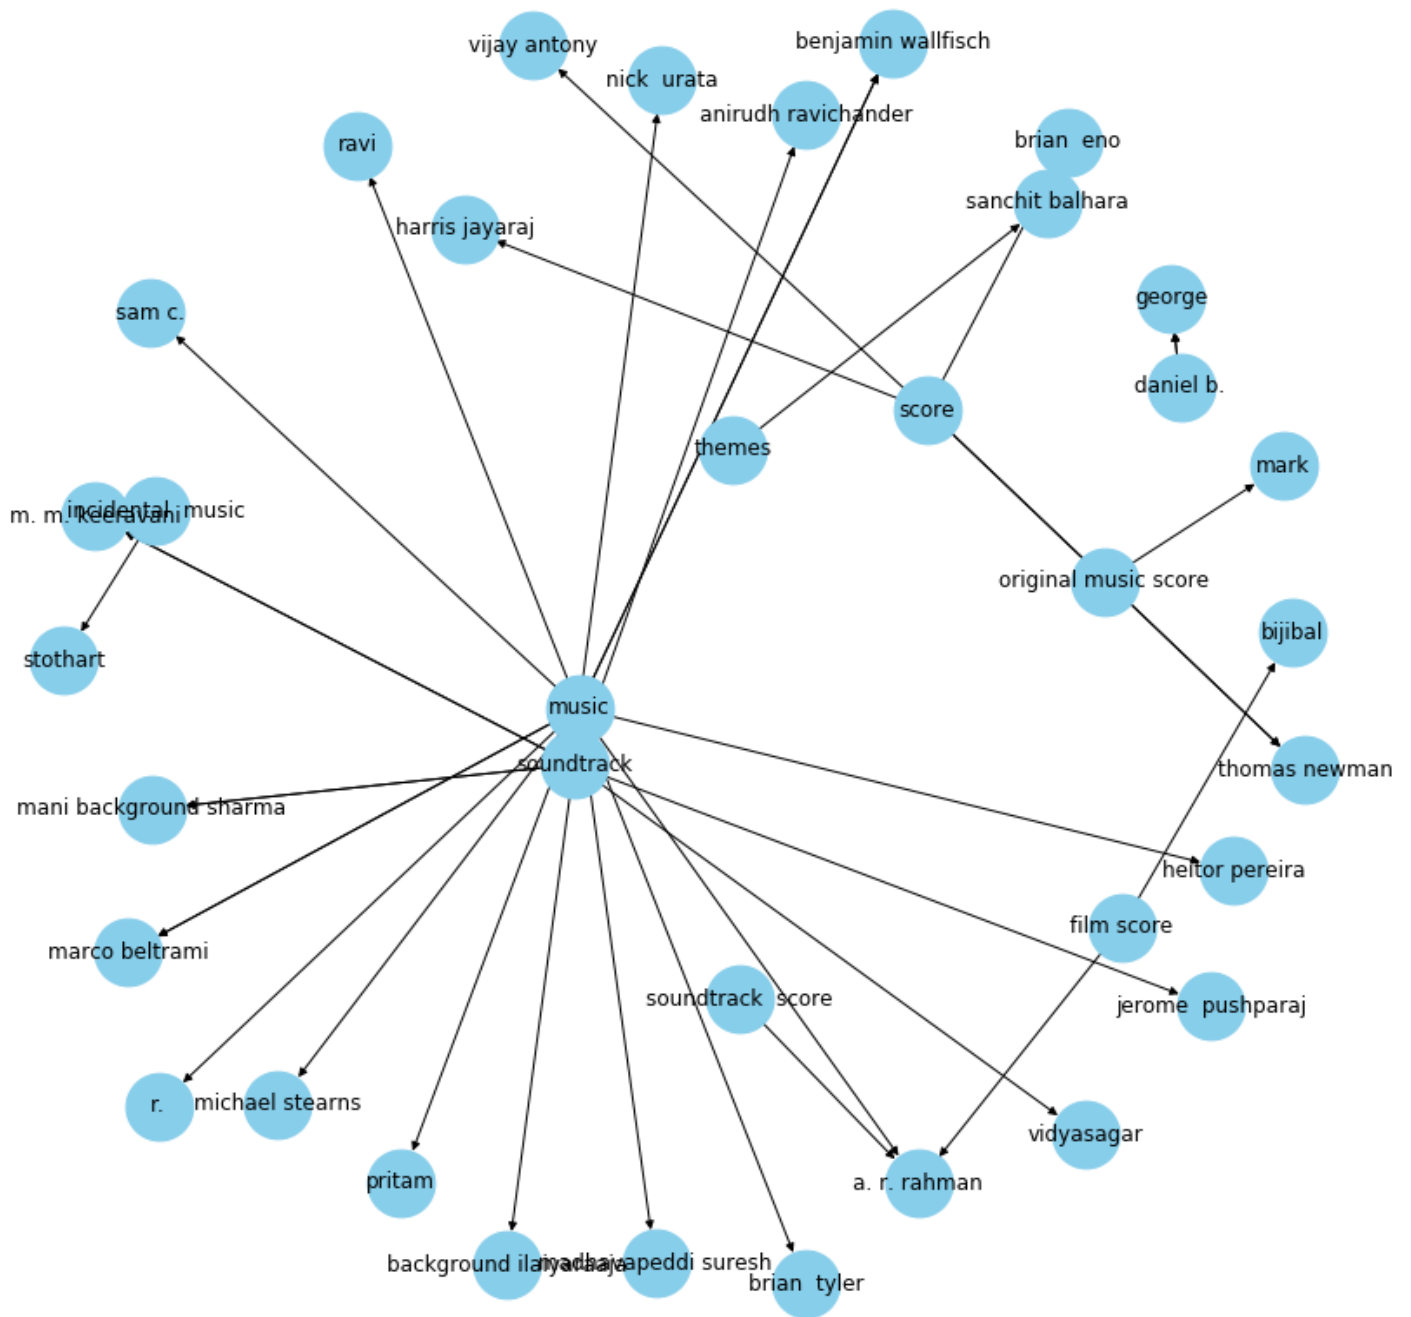 vijay antony
benjamin wallfisch
nick  urata
anirudh ravichander
ravi
brian  eno
sanchit balhara
harris jayaraj
george
sam c.
daniel b.
score
themes
mark
incidental  music
m. m. keeravani
original music score
bijibal
stothart
music
soundtrack
thomas newman
mani background sharma
heitor pereira
film score
marco beltrami
soundtrack  score
jerome  pushparaj
r.
michael stearns
vidyasagar
pritam
a. r. rahman
background ilaiyaraaja
madhavapeddi suresh
brian  tyler